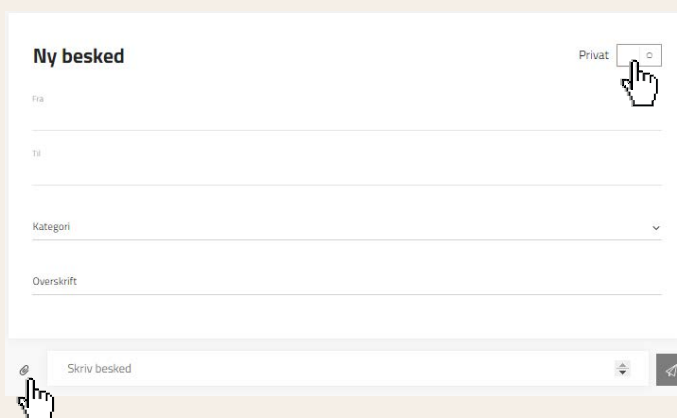 Ny besked
Privat
Fra
Til
Kategori
Overskrift
Skriv besked